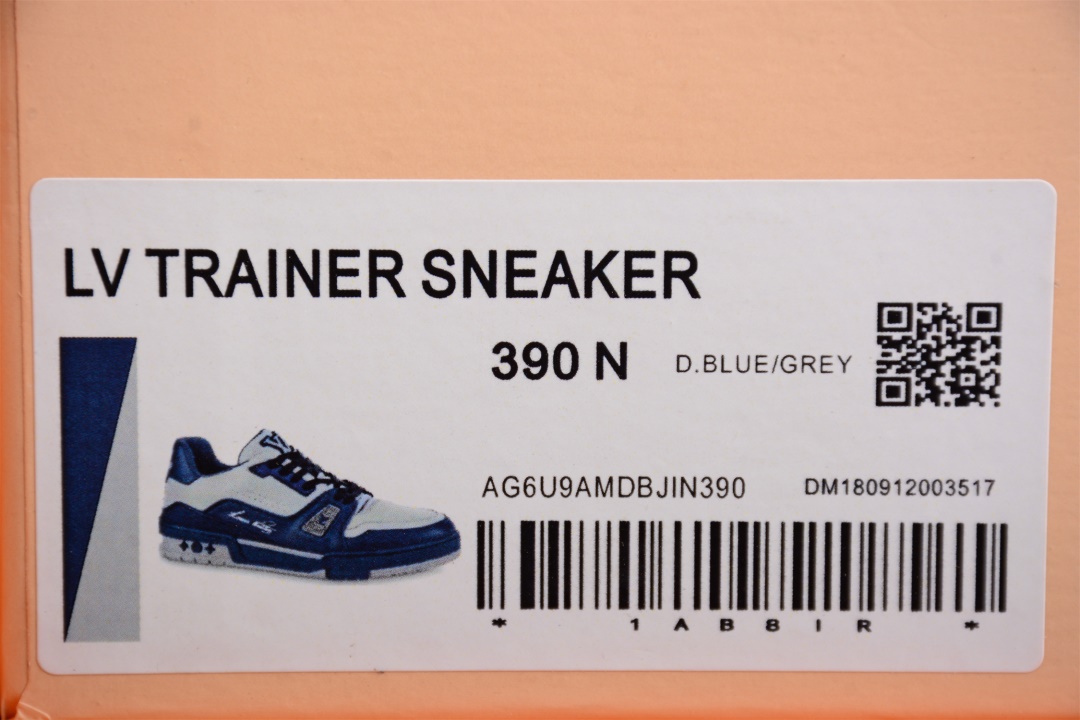 LV TRAINER SNEAKER
390 N D.BLUE/GREY
AG6U9AMDBJIN390 DM180912003517
* 1AB8IR *